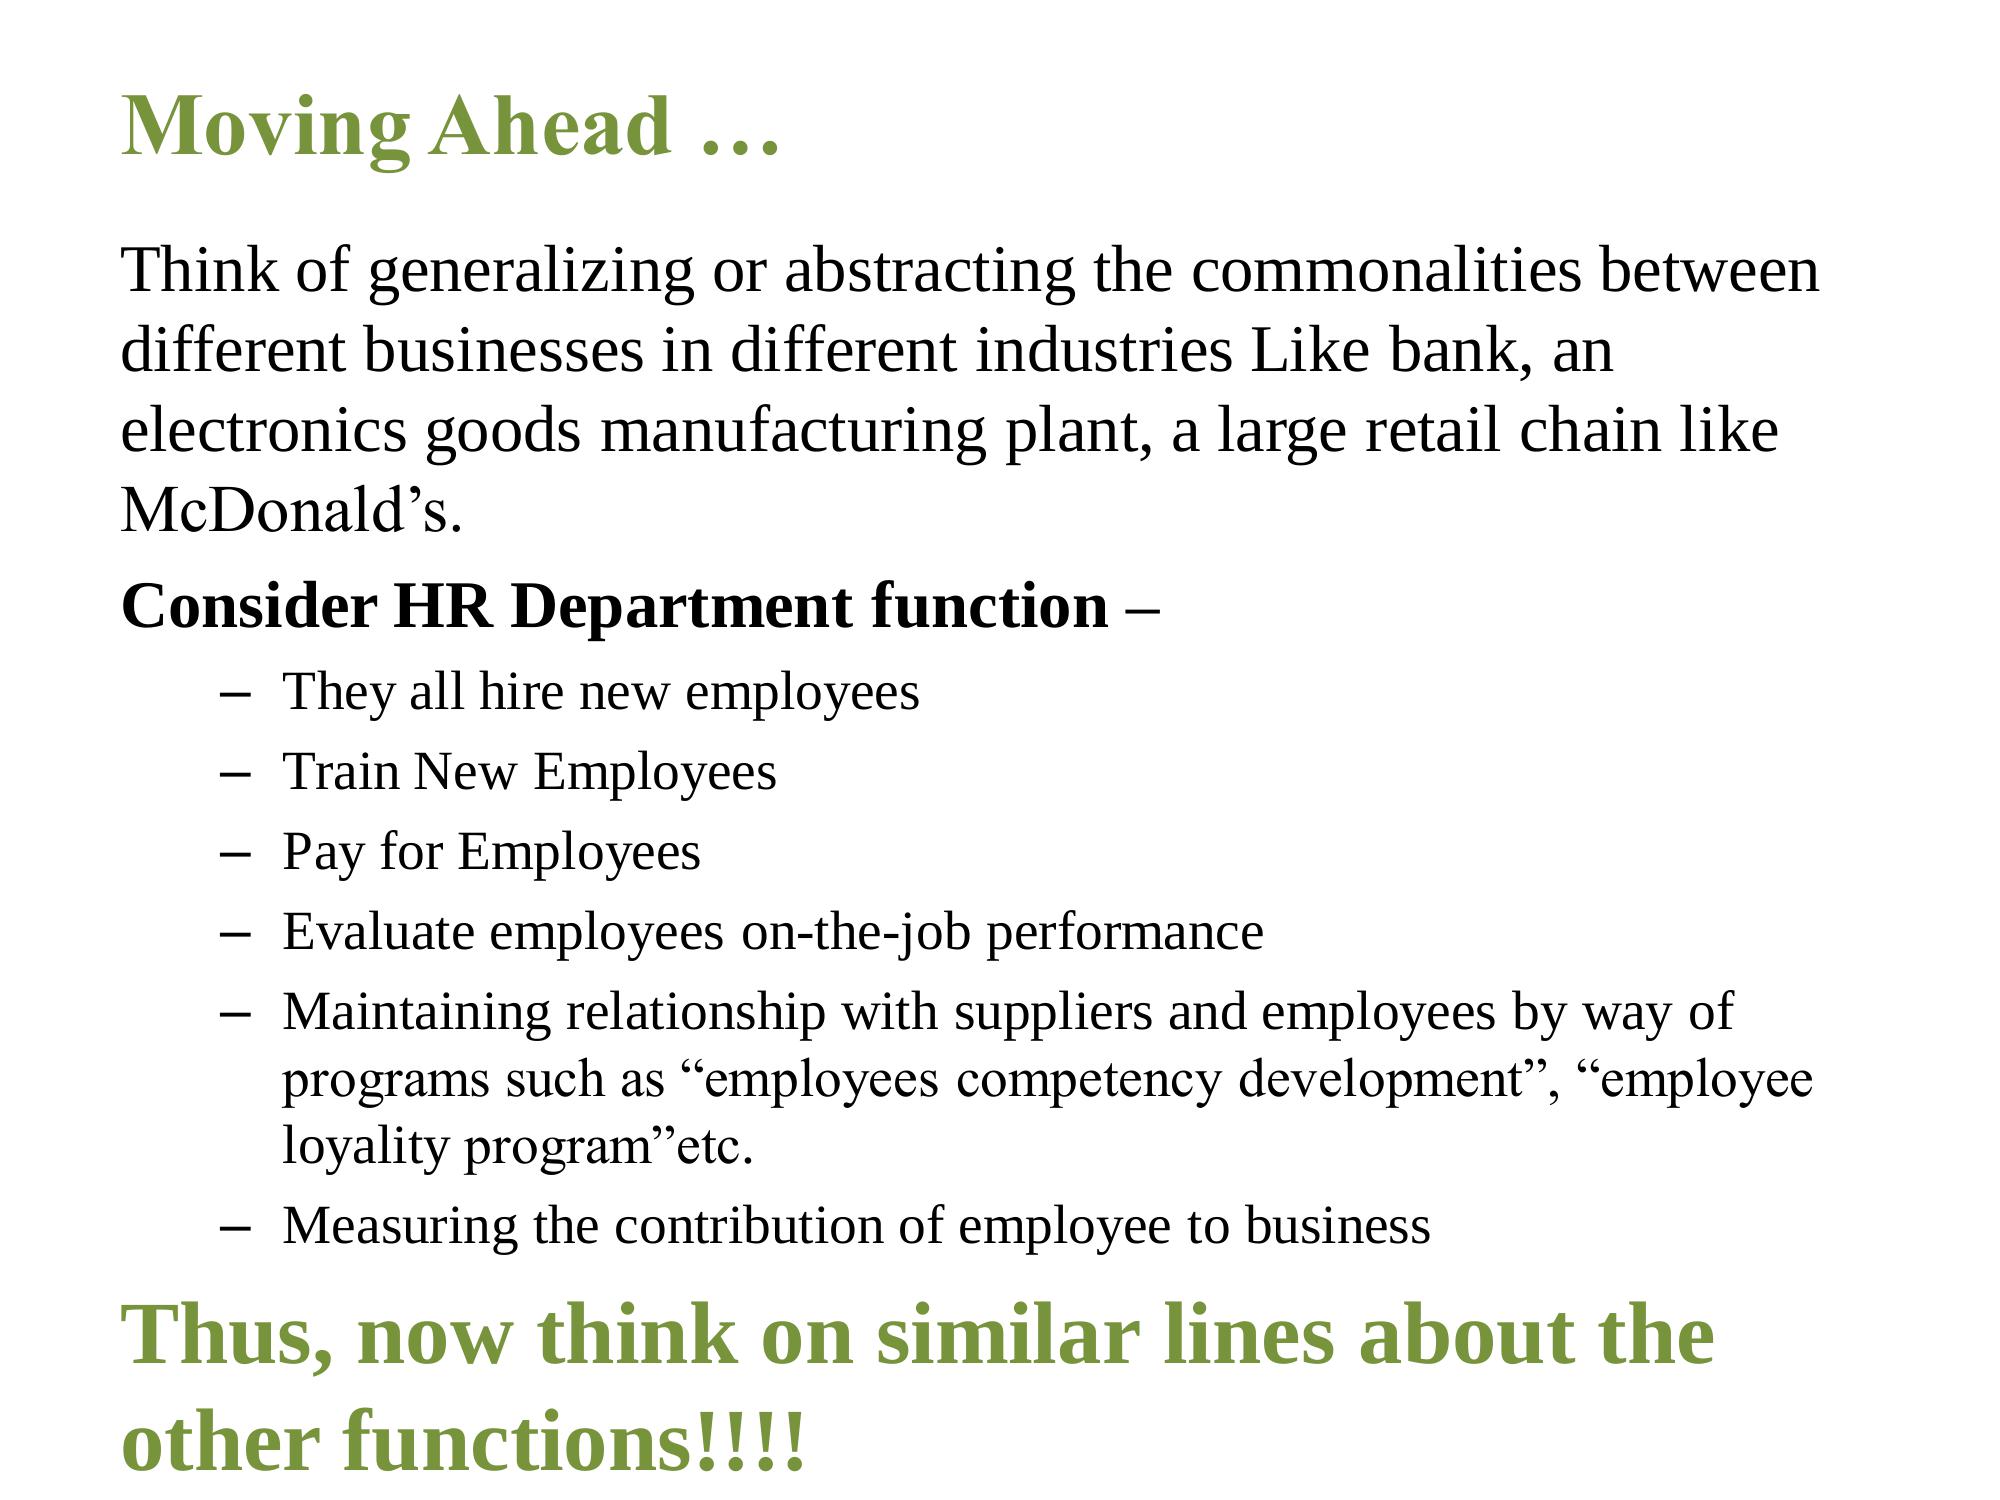 Moving Ahead …
Think of generalizing or abstracting the commonalities between
different businesses in different industries Like bank, an
electronics goods manufacturing plant, a large retail chain like
McDonald’s.
Consider HR Department function –
– They all hire new employees
– Train New Employees
– Pay for Employees
– Evaluate employees on-the-job performance
– Maintaining relationship with suppliers and employees by way of
programs such as “employees competency development”, “employee
loyality program”etc.
– Measuring the contribution of employee to business
Thus, now think on similar lines about the
other functions!!!!